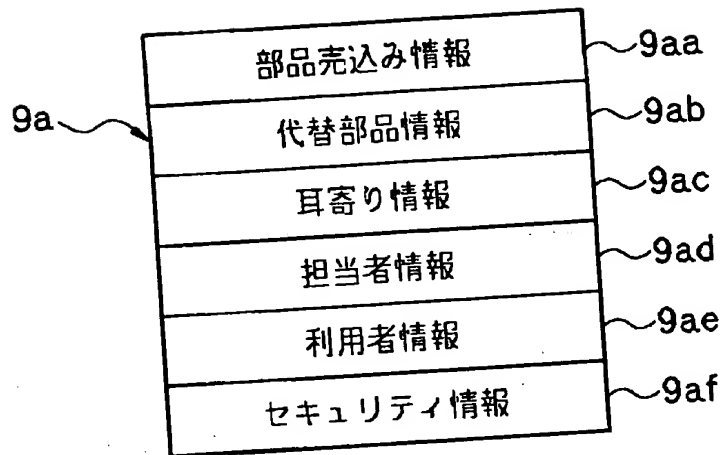 部品売込み情報 9aa
9a
代替部品情報 9ab
耳寄り情報 9ac
担当者情報 9ad
利用者情報 9ae
セキュリティ情報 9af